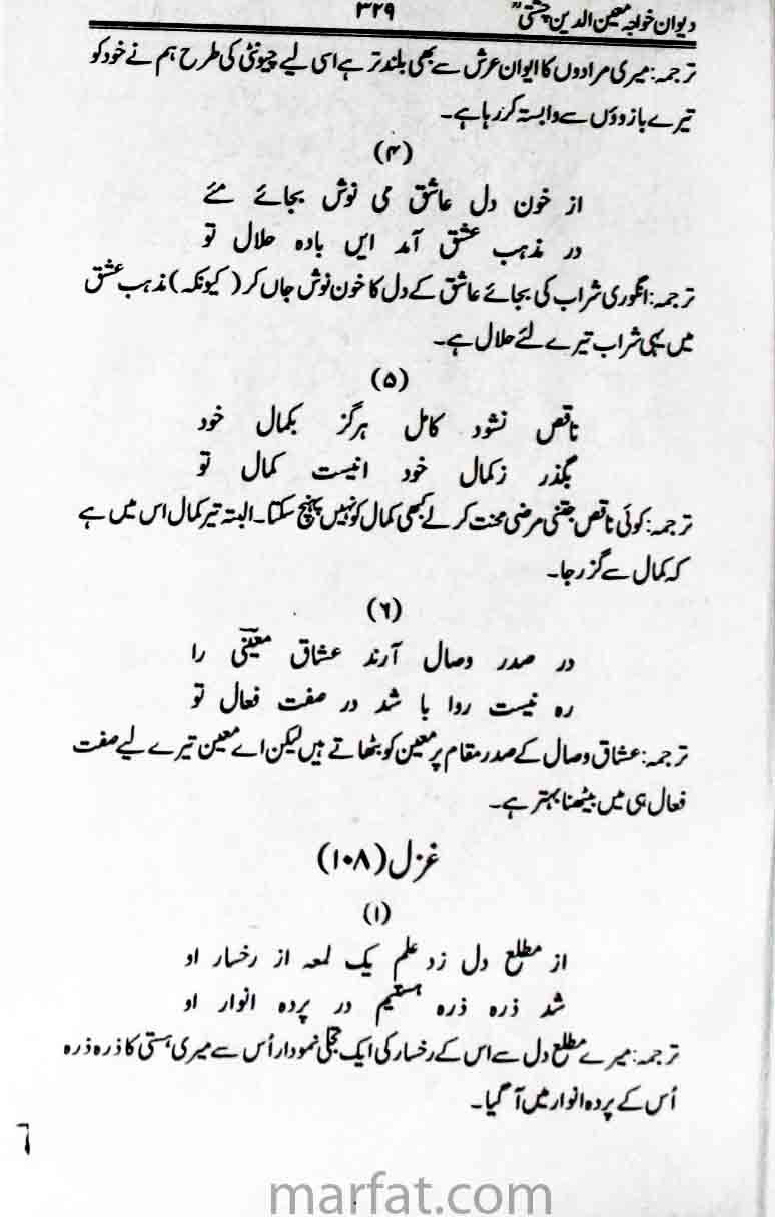 دیوان خواجہ معین الدین چشتیؒ ۳۲۹
ترجمہ: میری مرادوں کا ایوان عرش سے بھی بلند تر ہے اسی لیے چیونٹی کی طرح ہم نے خود کو
تیرے بازوؤں سے وابستہ کر رہا ہے۔
(۴)
از خون دل عاشق می نوش بجائے مئے
در مذہب عشق آمد ایں بادہ حلال تو
ترجمہ: انگوری شراب کی بجائے عاشق کے دل کا خون نوش جاں کر (کیونکہ) مذہب عشق
میں یہی شراب تیرے لئے حلال ہے۔
(۵)
ناقص نشود کامل ہرگز بکمال خود
بگذر زکمال خود انیست کمال تو
ترجمہ: کوئی ناقص جتنی مرضی محنت کر لے کبھی کمال کو نہیں پہنچ سکتا۔ البتہ تیر کمال اس میں ہے
کہ کمال سے گزر جا۔
(۶)
در صدر وصال آرند عشاق معینی را
رہ نیست روا با شد در صفت فعال تو
ترجمہ: عشاق وصال کے صدر مقام پر معین کو بٹھاتے ہیں لیکن اے معین تیرے لیے صفت
فعال ہی میں بیٹھنا بہتر ہے۔
غزل (۱۰۸)
(۱)
از مطلع دل زد علم یک لمعہ از رخسار او
شد ذرہ ذرہ ہستیم در پردہ انوار او
ترجمہ: میرے مطلع دل سے اس کے رخسار کی ایک تجلی نمودار اُس سے میری ہستی کا ذرہ ذرہ
اُس کے پردہ انوار میں آ گیا۔
marfat.com